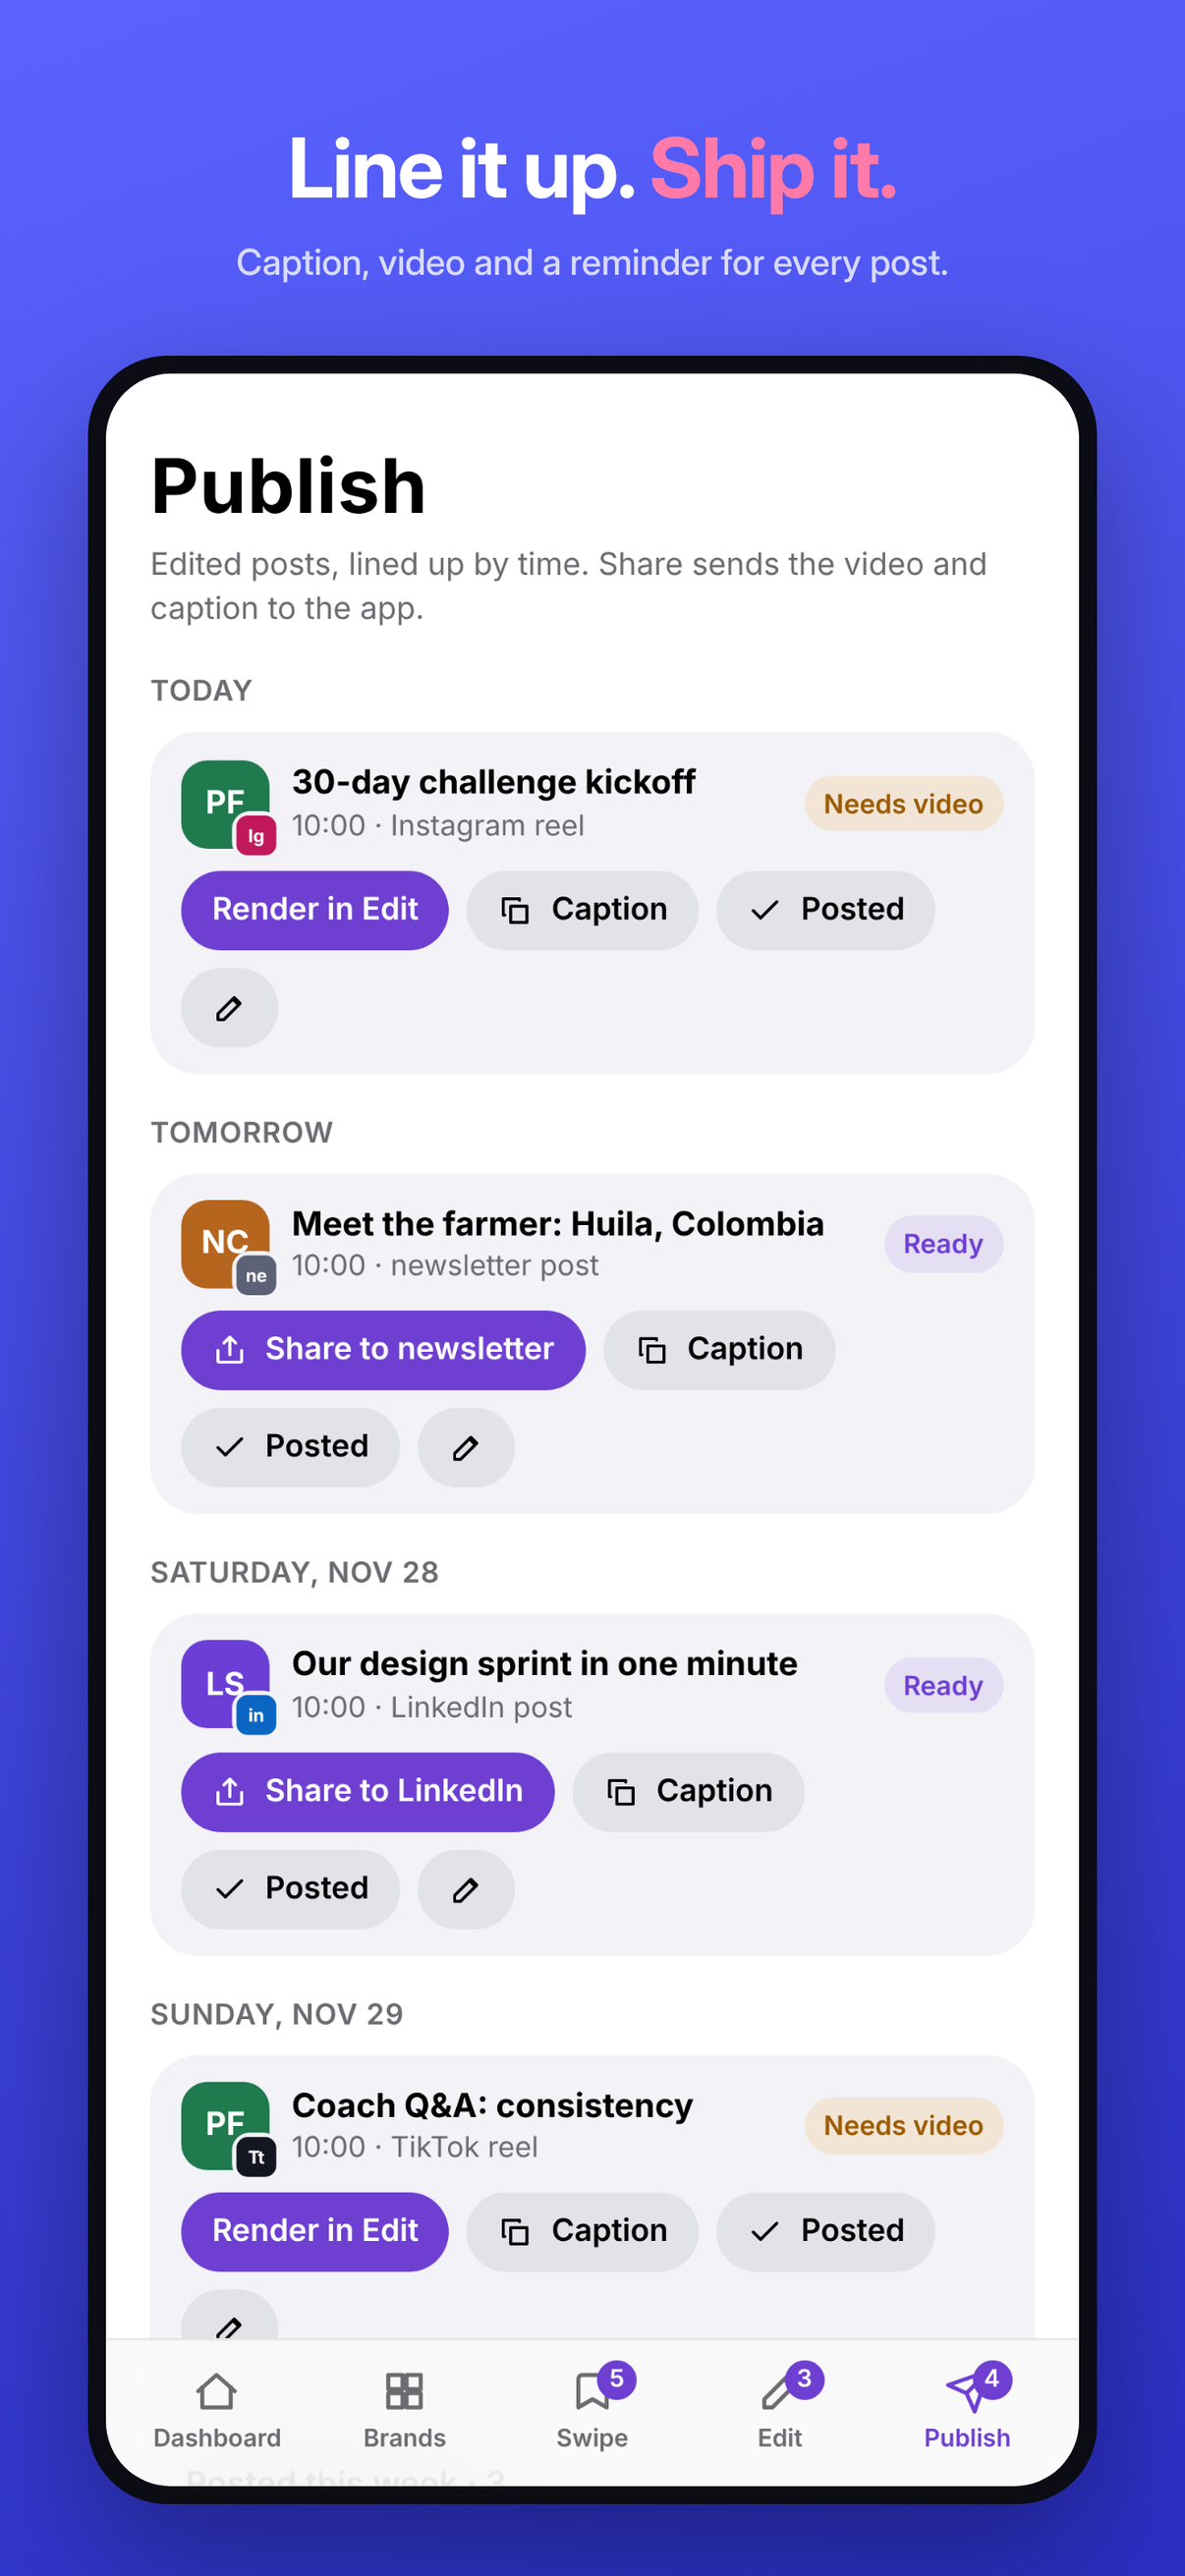 Line it up. Ship it.
Caption, video and a reminder for every post.
Publish
Edited posts, lined up by time. Share sends the video and
caption to the app.
TODAY
PF
Ig
30-day challenge kickoff
10:00 · Instagram reel
Needs video
Render in Edit
Caption
Posted
TOMORROW
NC
ne
Meet the farmer: Huila, Colombia
10:00 · newsletter post
Ready
Share to newsletter
Caption
Posted
SATURDAY, NOV 28
LS
in
Our design sprint in one minute
10:00 · LinkedIn post
Ready
Share to LinkedIn
Caption
Posted
SUNDAY, NOV 29
PF
Tt
Coach Q&A: consistency
10:00 · TikTok reel
Needs video
Render in Edit
Caption
Posted
5
3
4
Dashboard
Brands
Swipe
Edit
Publish
Posted this week · 3